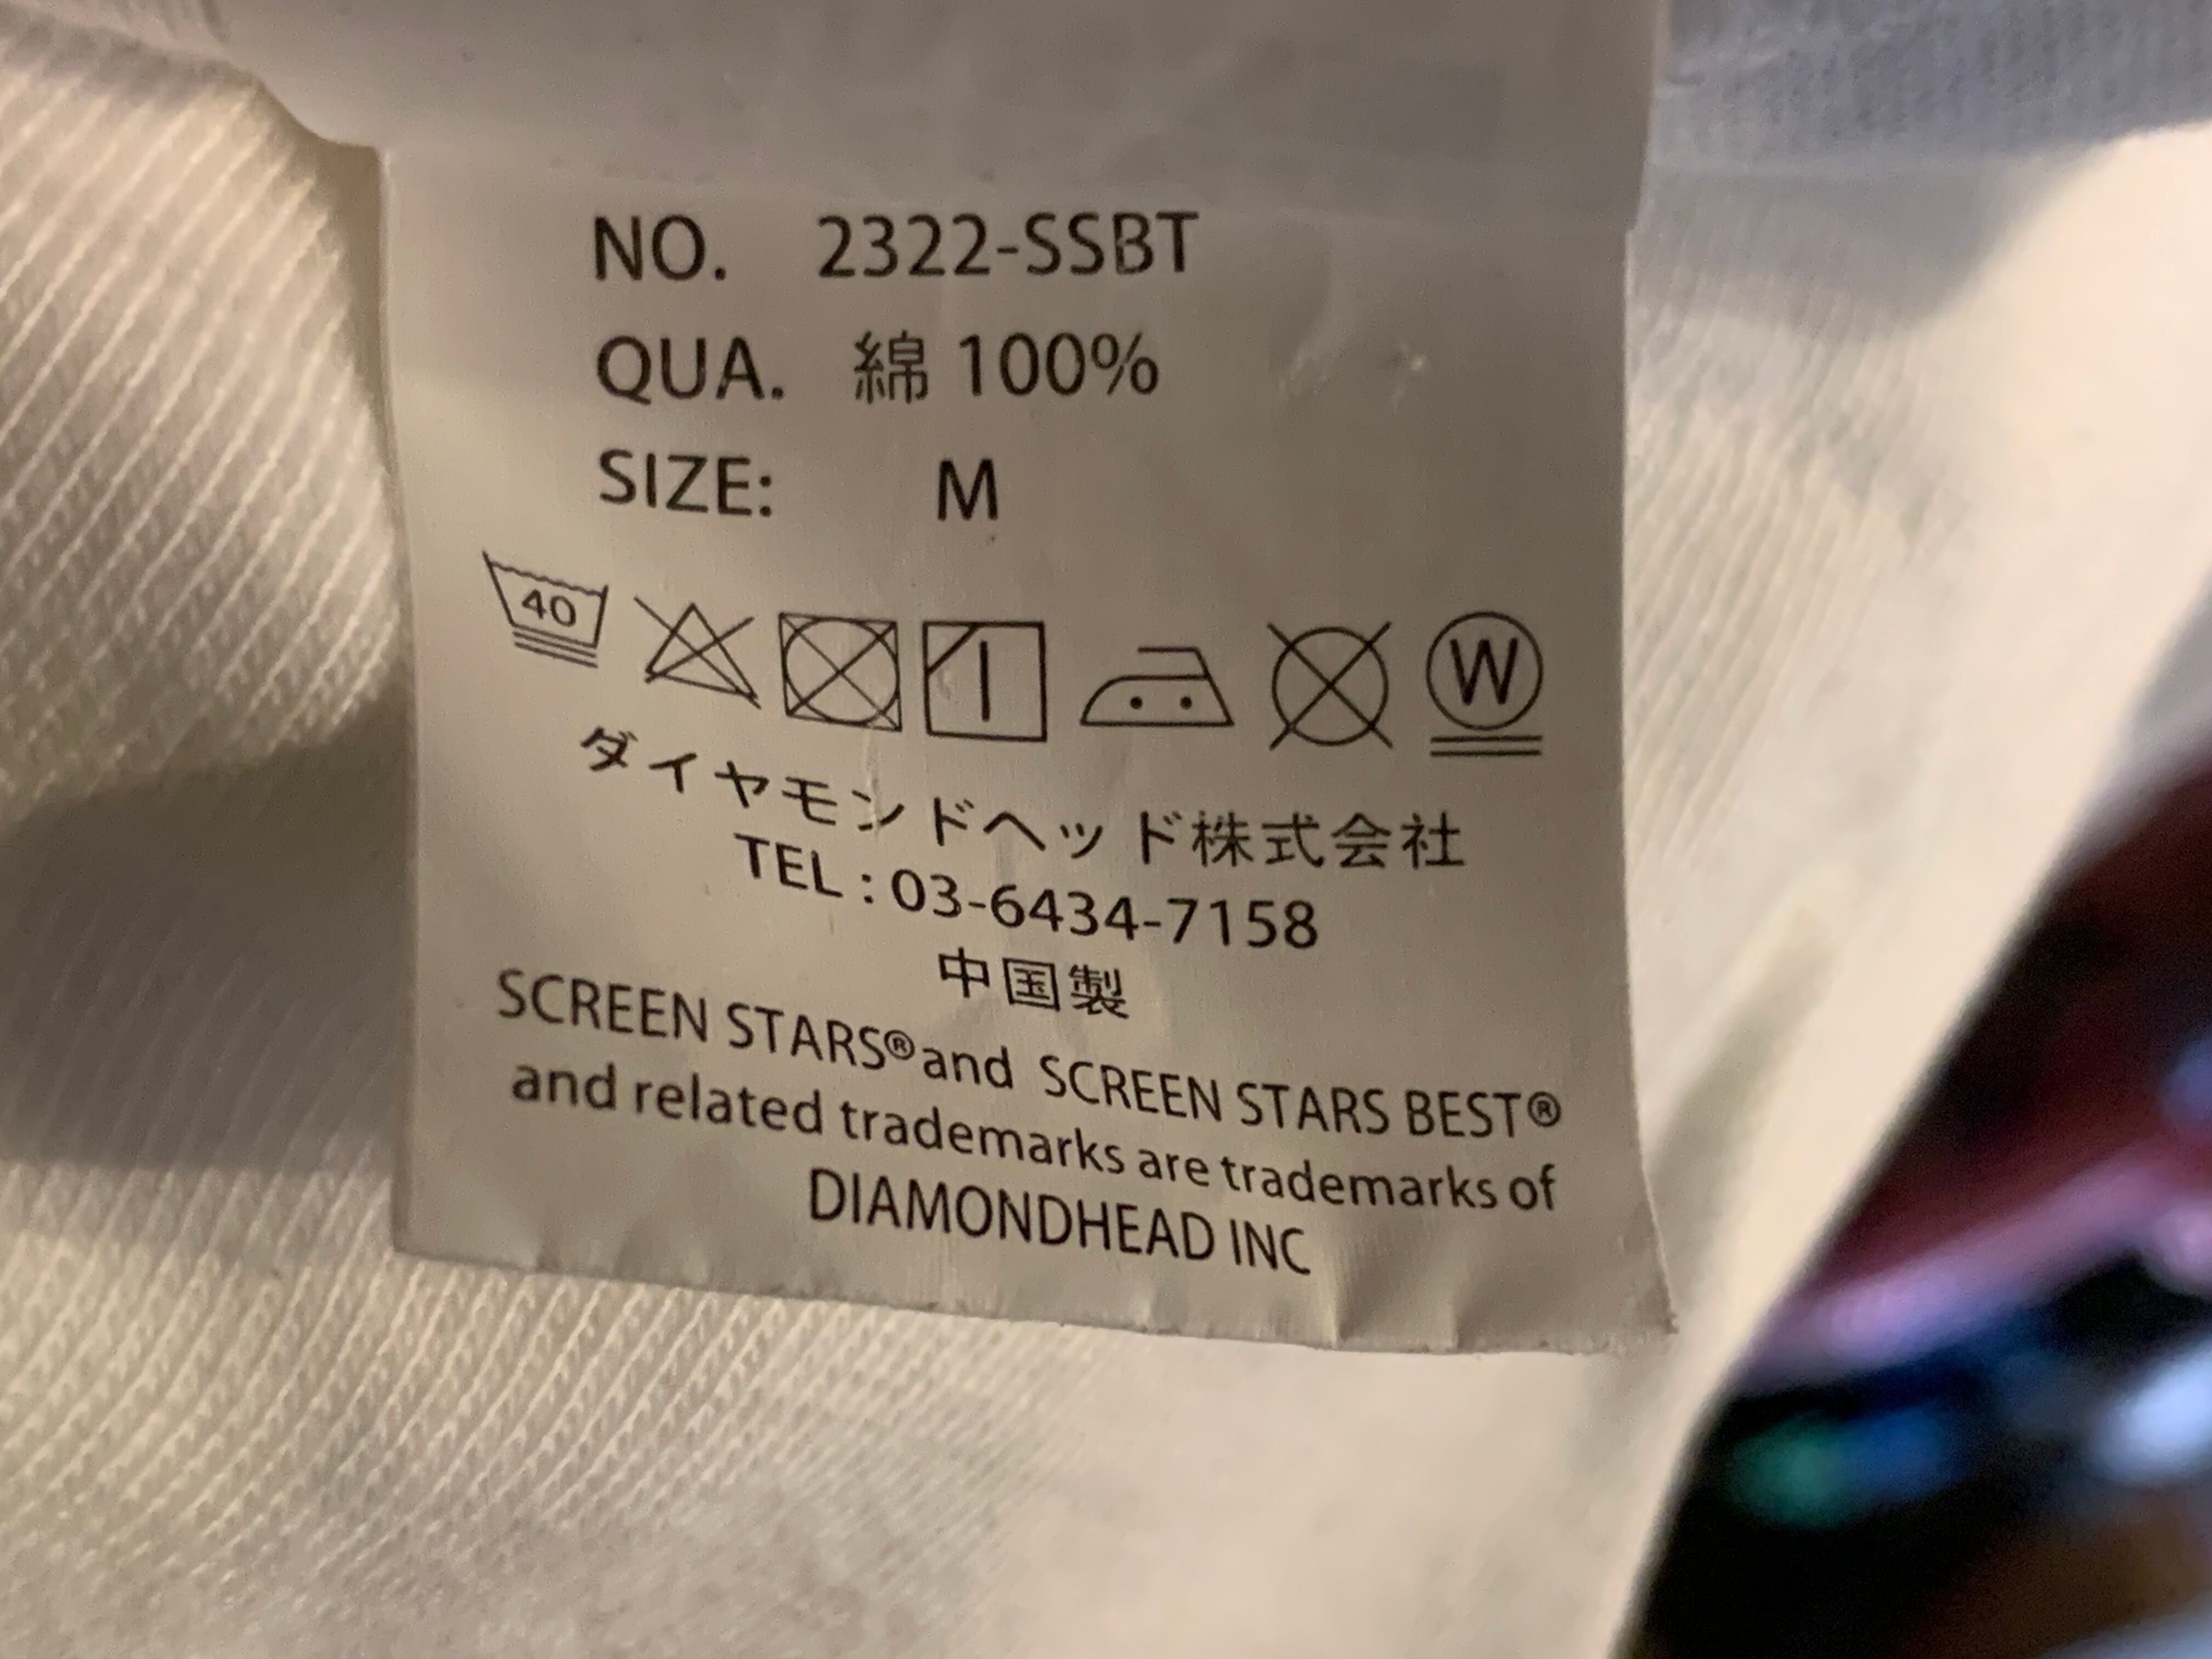 NO. 2322-SSBT
QUA. 綿 100%
SIZE: M
40
W
ダイヤモンドヘッド株式会社
TEL : 03-6434-7158
中国製
SCREEN STARS® and SCREEN STARS BEST®
and related trademarks are trademarks of
DIAMONDHEAD INC